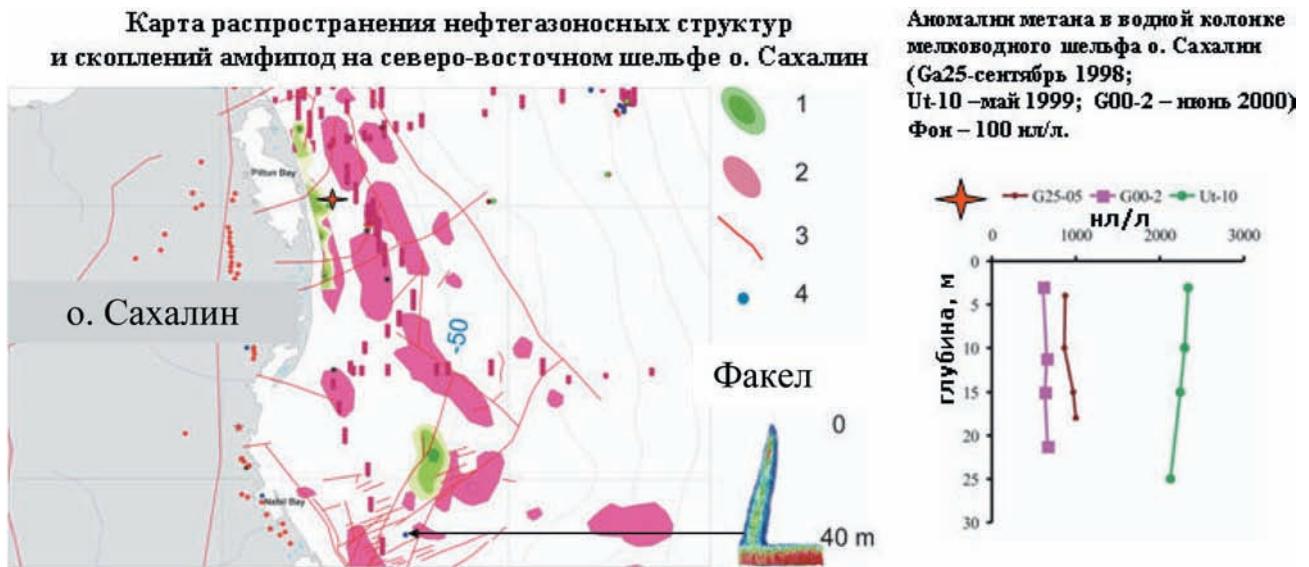 Карта распространения нефтегазоносных структур
и скоплений амфипод на северо-восточном шельфе о. Сахалин
Piltun Bay
о. Сахалин
Nabil Bay
-50
1
2
3
4
Факел
0
40 m
Аномалии метана в водной колонке
мелководного шельфа о. Сахалин
(Ga25-сентябрь 1998;
Ut-10 –май 1999; G00-2 – июнь 2000)
Фон – 100 нл/л.
G25-05 G00-2 Ut-10
нл/л
0 1000 2000 3000
глубина, м
0
5
10
15
20
25
30